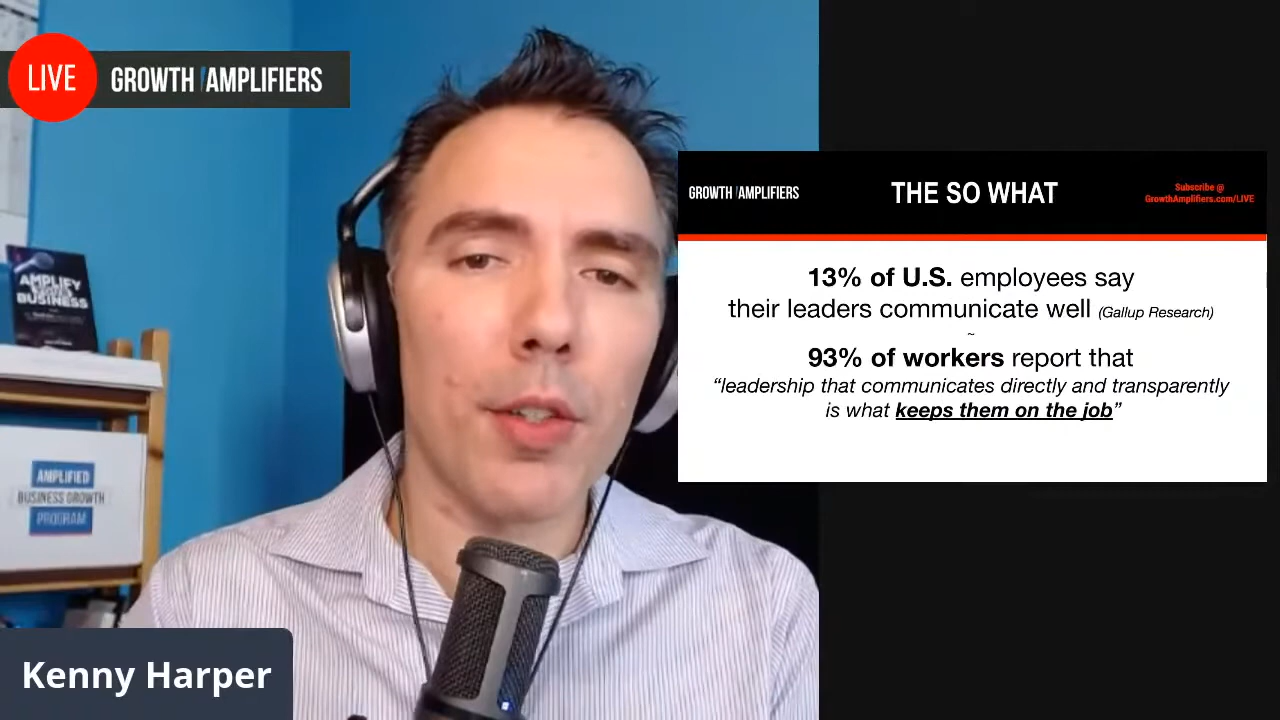 LIVE
GROWTH AMPLIFIERS
AMPLIFY
BUSINESS
AMPLIFIED
BUSINESS GROWTH
PROGRAM
Kenny Harper
GROWTH AMPLIFIERS
THE SO WHAT
Subscribe @
GrowthAmplifiers.com/LIVE
13% of U.S. employees say
their leaders communicate well (Gallup Research)
~
93% of workers report that
“leadership that communicates directly and transparently
is what keeps them on the job”